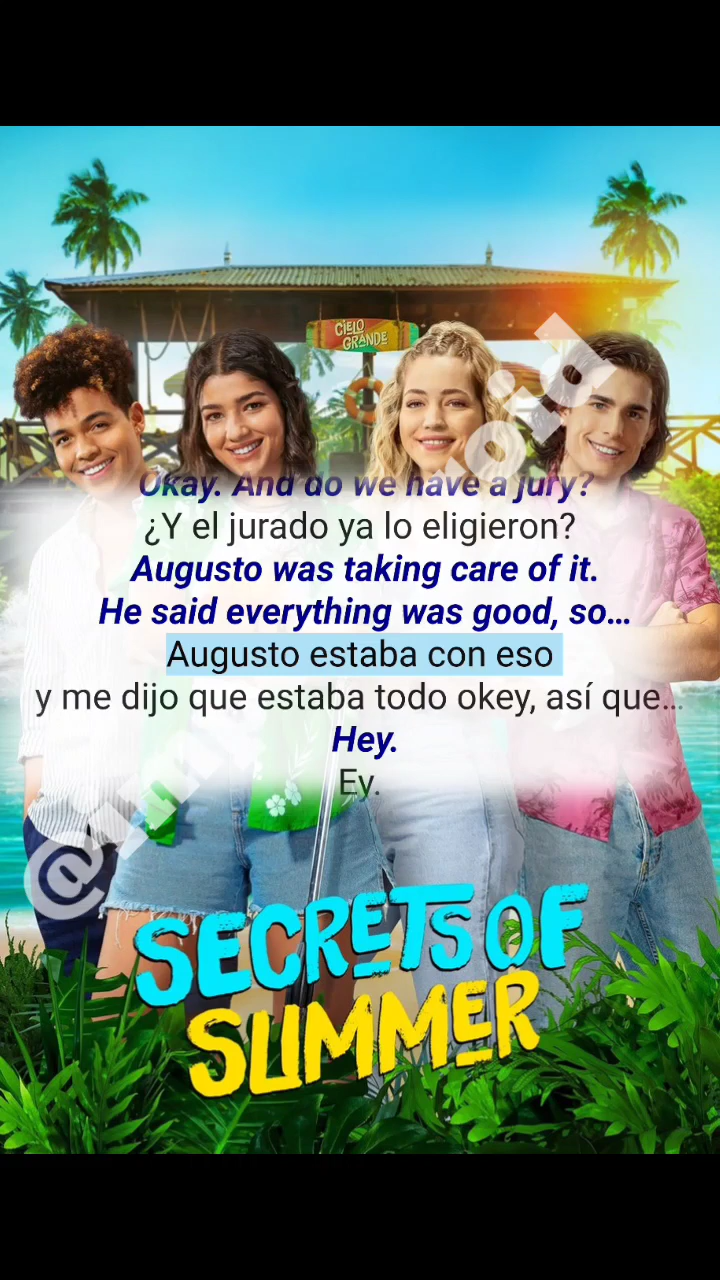 CIELO
GRANDE
Okay. And do we have a jury?
¿Y el jurado ya lo eligieron?
Augusto was taking care of it.
He said everything was good, so...
Augusto estaba con eso
y me dijo que estaba todo okey, así que...
Hey.
Ey.
SECRETS OF
SUMMER